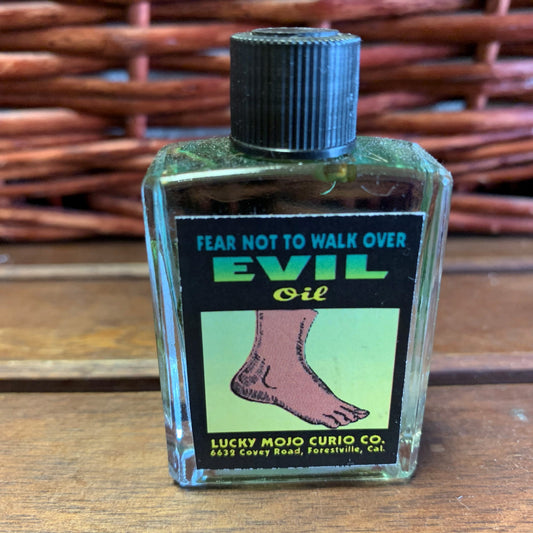 FEAR NOT TO WALK OVER
EVIL
Oil
LUCKY MOJO CURIO CO.
6632 Covey Road, Forestville, Cal.